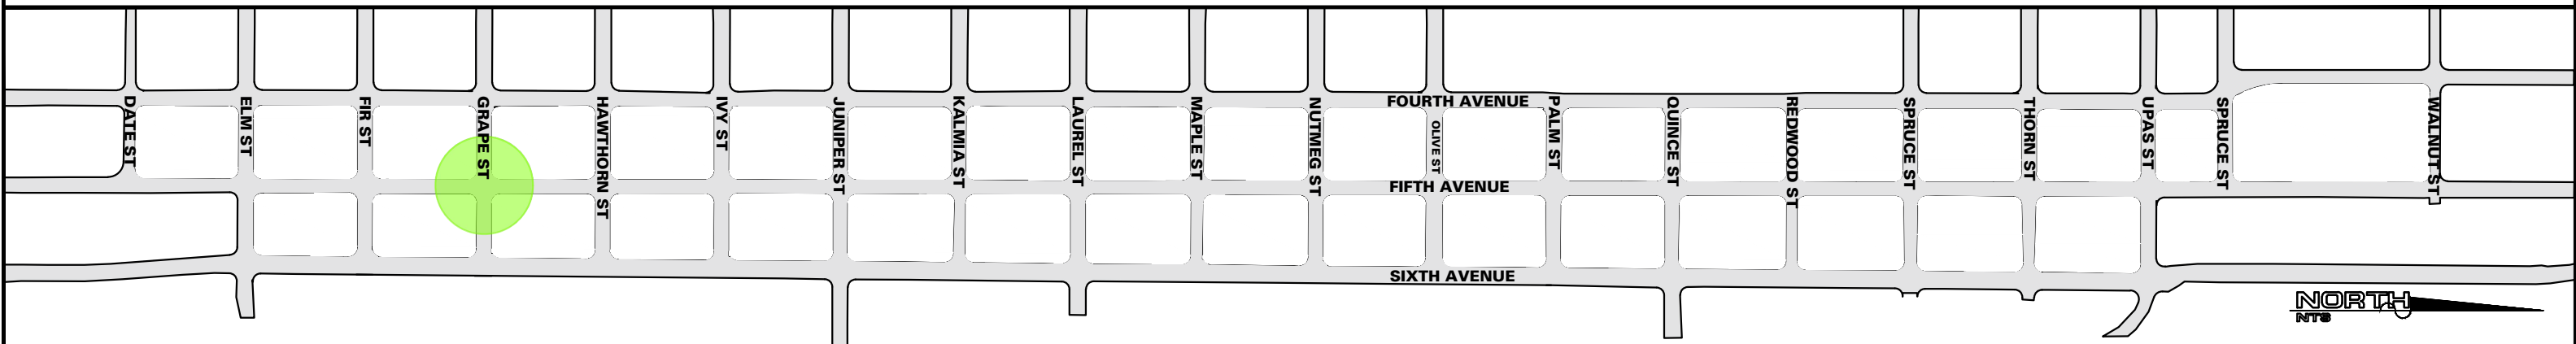 DATE ST
ELM ST
FIR ST
GRAPE ST
HAWTHORN ST
IVY ST
JUNIPER ST
KALMIA ST
LAUREL ST
MAPLE ST
NUTMEG ST
FOURTH AVENUE
OLIVE ST
PALM ST
QUINCE ST
REDWOOD ST
SPRUCE ST
THORN ST
UPAS ST
SPRUCE ST
WALNUT ST
FIFTH AVENUE
SIXTH AVENUE
NORTH
NTS